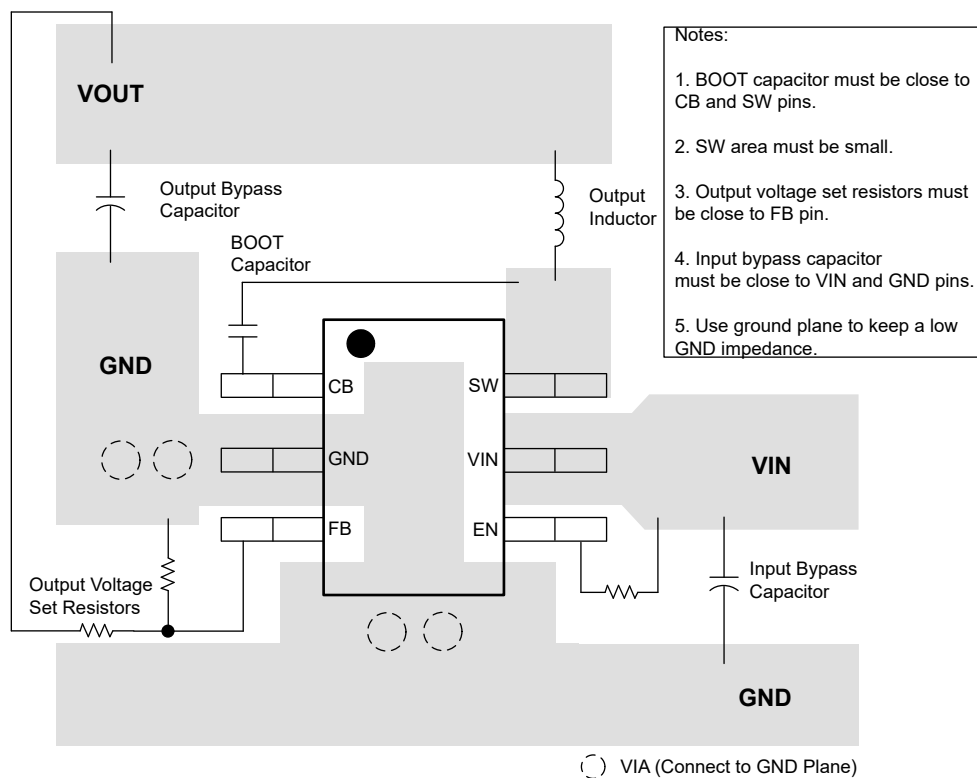 VOUT
Notes:
1. BOOT capacitor must be close to
CB and SW pins.
2. SW area must be small.
3. Output voltage set resistors must
be close to FB pin.
4. Input bypass capacitor
must be close to VIN and GND pins.
5. Use ground plane to keep a low
GND impedance.
Output Bypass
Capacitor
Output
Inductor
BOOT
Capacitor
GND
CB
SW
GND
VIN
VIN
FB
EN
Output Voltage
Set Resistors
Input Bypass
Capacitor
GND
VIA (Connect to GND Plane)